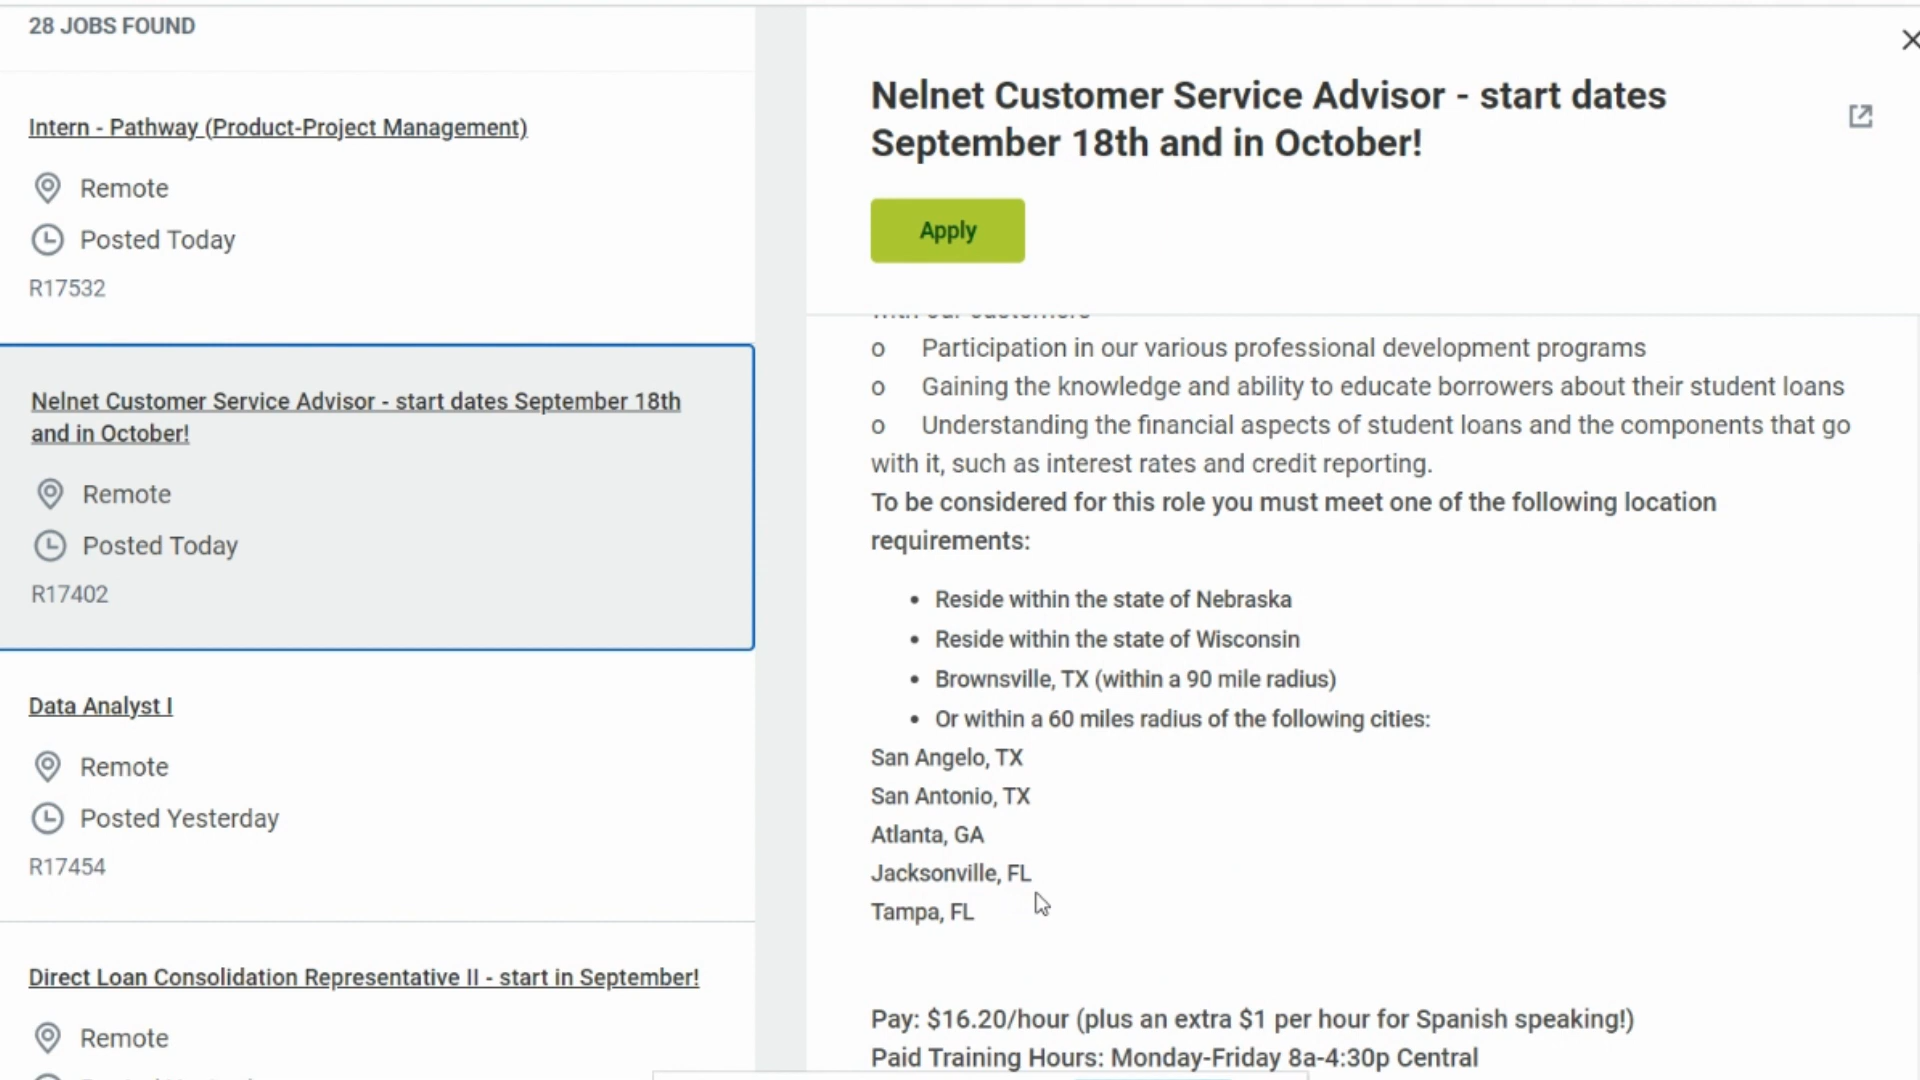 28 JOBS FOUND
Intern - Pathway (Product-Project Management)
Remote
Posted Today
R17532
Nelnet Customer Service Advisor - start dates September 18th
and in October!
Remote
Posted Today
R17402
Data Analyst I
Remote
Posted Yesterday
R17454
Direct Loan Consolidation Representative II - start in September!
Remote
Nelnet Customer Service Advisor - start dates
September 18th and in October!
Apply
with our customers
o Participation in our various professional development programs
o Gaining the knowledge and ability to educate borrowers about their student loans
o Understanding the financial aspects of student loans and the components that go
with it, such as interest rates and credit reporting.
To be considered for this role you must meet one of the following location
requirements:
• Reside within the state of Nebraska
• Reside within the state of Wisconsin
• Brownsville, TX (within a 90 mile radius)
• Or within a 60 miles radius of the following cities:
San Angelo, TX
San Antonio, TX
Atlanta, GA
Jacksonville, FL
Tampa, FL
Pay: $16.20/hour (plus an extra $1 per hour for Spanish speaking!)
Paid Training Hours: Monday-Friday 8a-4:30p Central